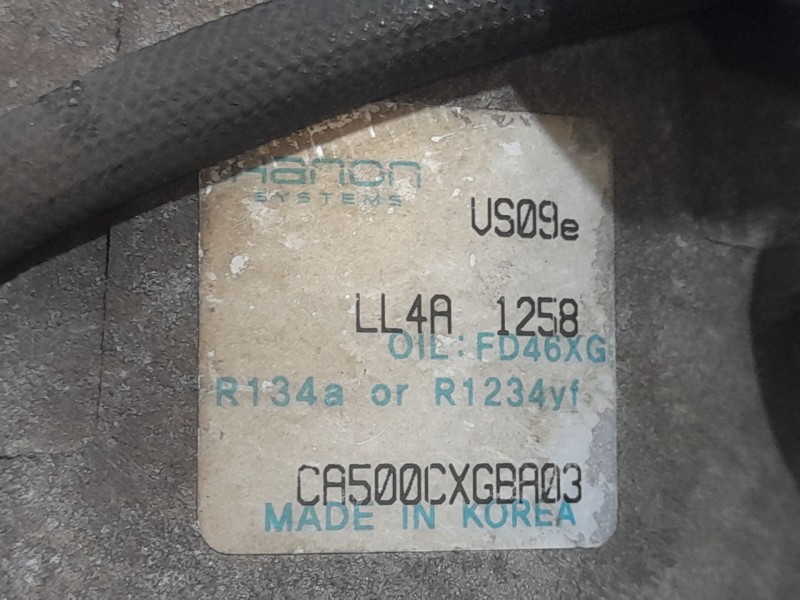 Hanon
SYSTEMS
VS09e
LL4A 1258
OIL: FD46XG
R134a or R1234yf
CA500CXGBA03
MADE IN KOREA